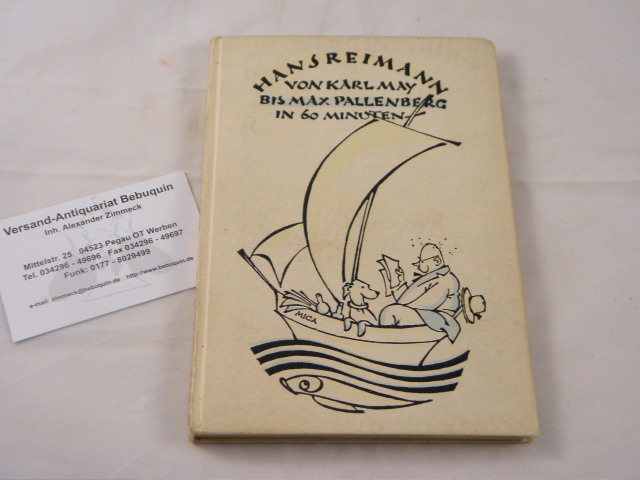 HANS REIMANN
VON KARL MAY
BIS MAX PALLENBERG
IN 60 MINUTEN
MICA
Versand-Antiquariat Bebuquin
Inh. Alexander Zimmeck
Mittelstr. 25 04523 Pegau OT Werben
Tel. 034296 - 49696 Fax 034296 - 49697
Funk: 0177 - 8029499
e-mail: zimmeck@bebuquin.de http://www.bebuquin.de